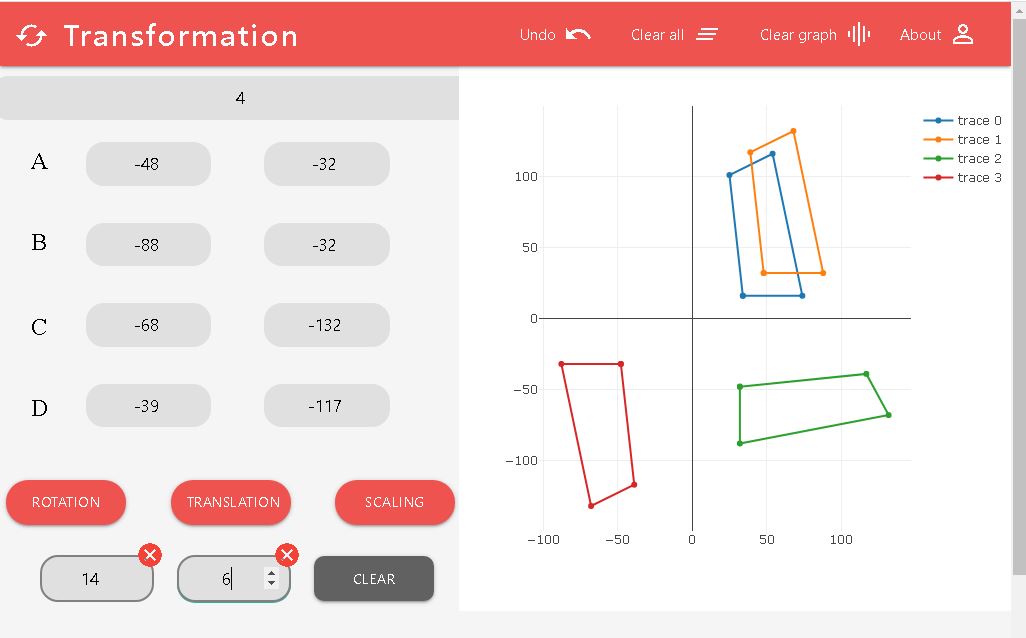 Transformation Undo Clear all Clear graph About
4
A -48 -32
B -88 -32
C -68 -132
D -39 -117
ROTATION TRANSLATION SCALING
14 6 CLEAR
trace 0
trace 1
trace 2
trace 3
100
50
0
−50
−100
−100 −50 0 50 100